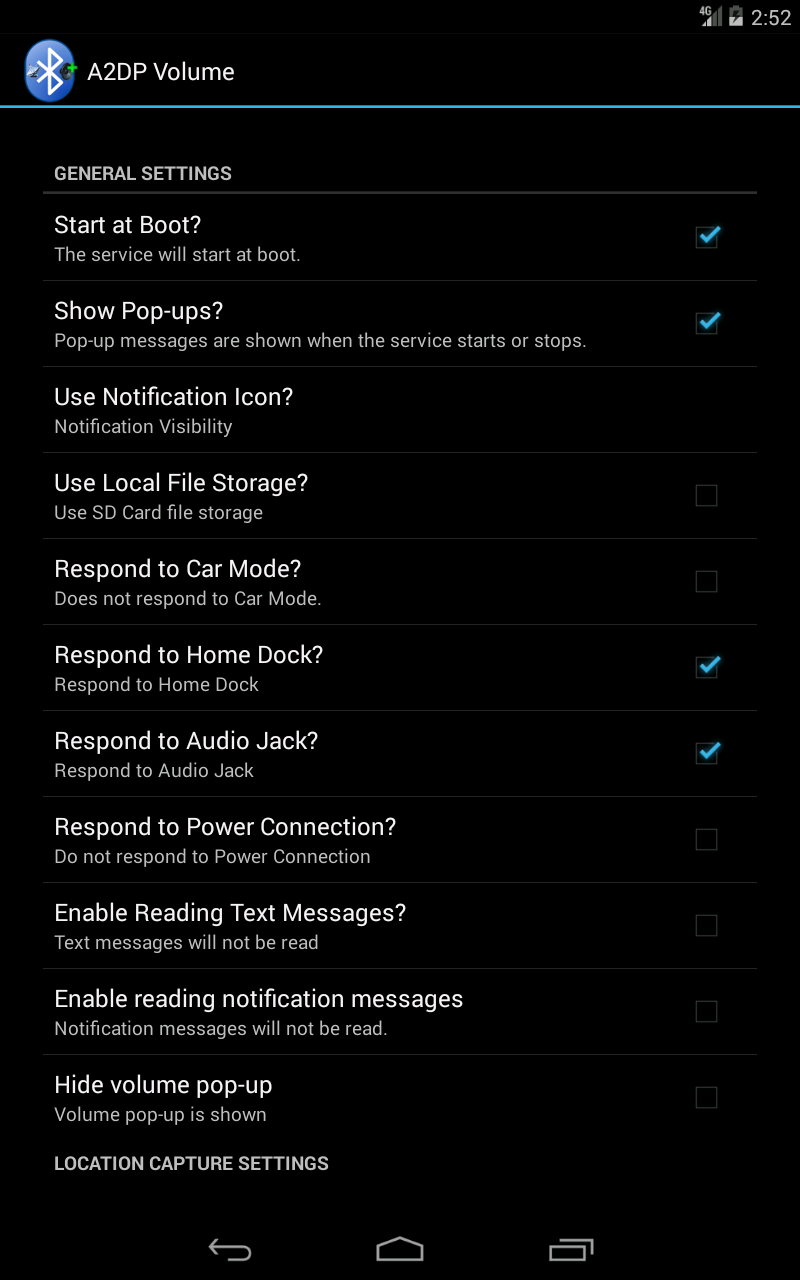 4G 2:52
A2DP Volume
GENERAL SETTINGS
Start at Boot?
The service will start at boot.
Show Pop-ups?
Pop-up messages are shown when the service starts or stops.
Use Notification Icon?
Notification Visibility
Use Local File Storage?
Use SD Card file storage
Respond to Car Mode?
Does not respond to Car Mode.
Respond to Home Dock?
Respond to Home Dock
Respond to Audio Jack?
Respond to Audio Jack
Respond to Power Connection?
Do not respond to Power Connection
Enable Reading Text Messages?
Text messages will not be read
Enable reading notification messages
Notification messages will not be read.
Hide volume pop-up
Volume pop-up is shown
LOCATION CAPTURE SETTINGS